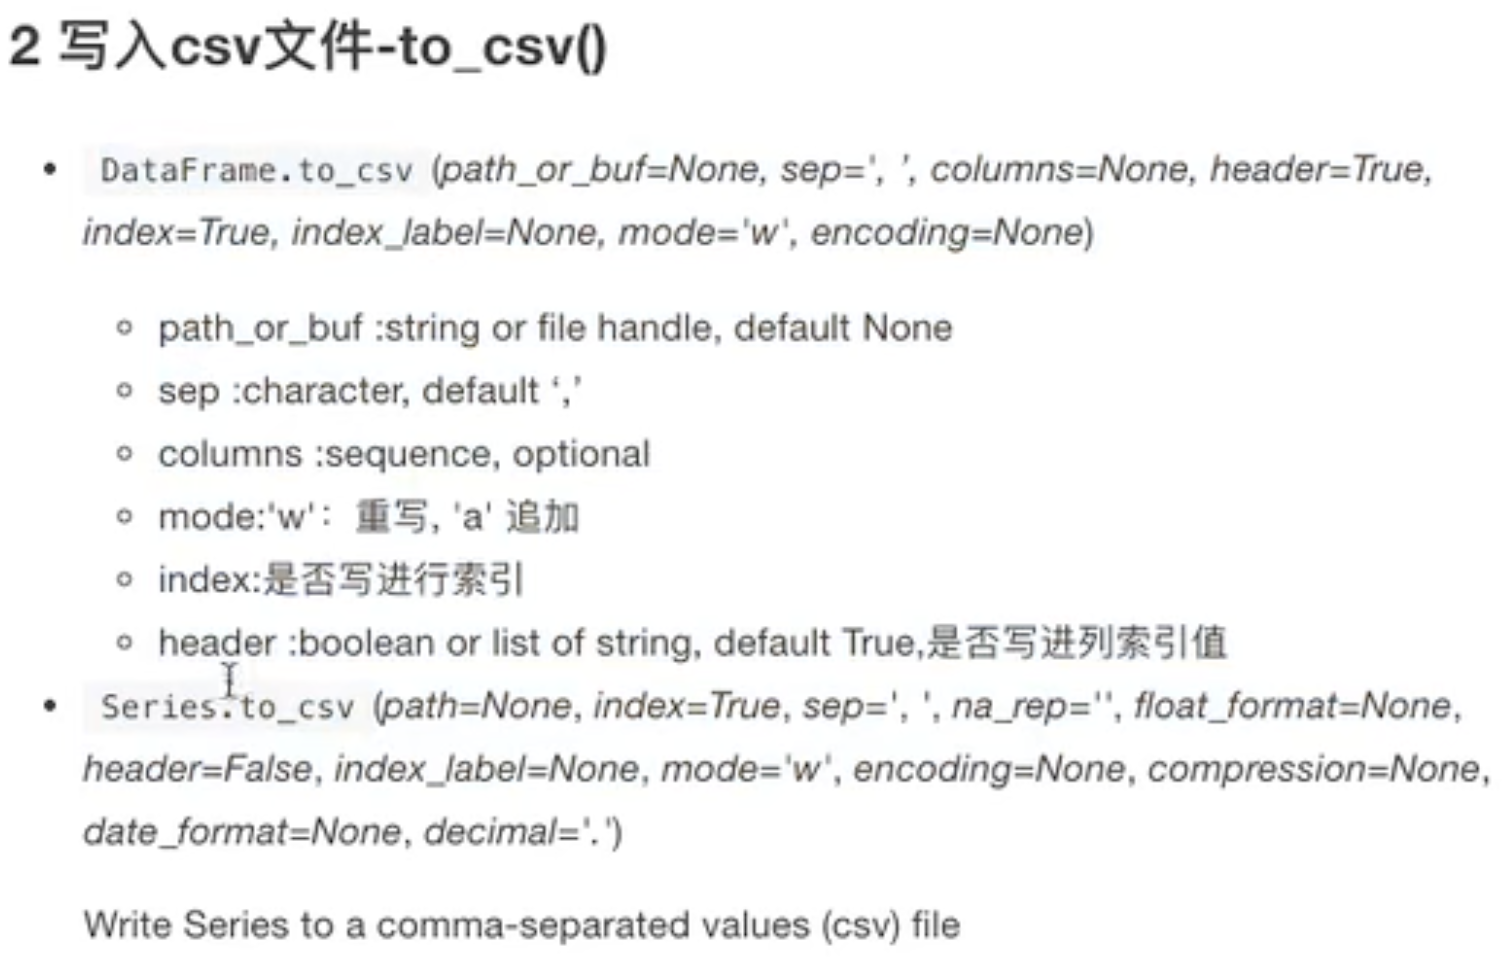 2 写入csv文件-to_csv()
• DataFrame.to_csv (path_or_buf=None, sep=', ’, columns=None, header=True,
index=True, index_label=None, mode='w', encoding=None)
◦ path_or_buf :string or file handle, default None
◦ sep :character, default ‘,’
◦ columns :sequence, optional
◦ mode:'w'：重写, 'a' 追加
◦ index:是否写进行索引
◦ header :boolean or list of string, default True,是否写进列索引值
• Series.to_csv (path=None, index=True, sep=', ', na_rep='', float_format=None,
header=False, index_label=None, mode='w', encoding=None, compression=None,
date_format=None, decimal='.')
Write Series to a comma-separated values (csv) file